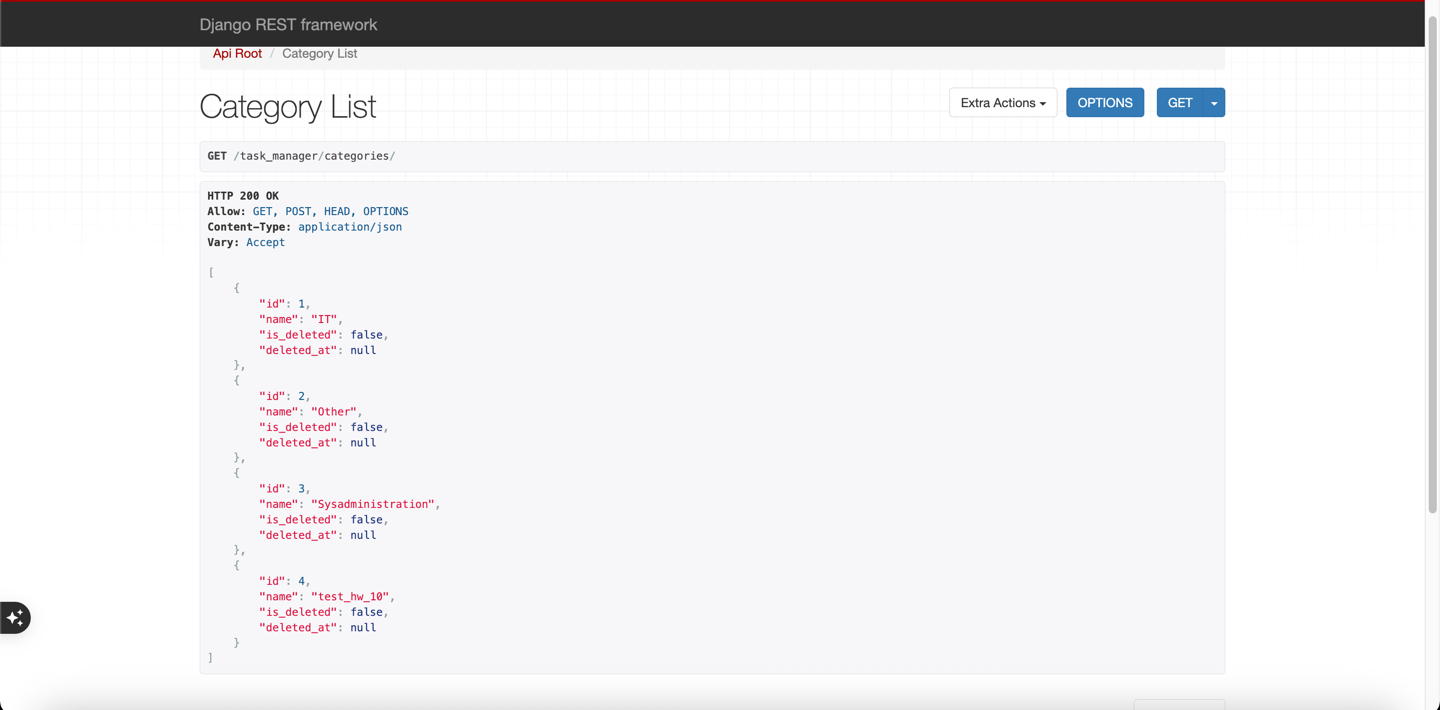 Django REST framework
Api Root / Category List
Category List
Extra Actions
OPTIONS
GET
GET /task_manager/categories/
HTTP 200 OK
Allow: GET, POST, HEAD, OPTIONS
Content-Type: application/json
Vary: Accept
[
    {
        "id": 1,
        "name": "IT",
        "is_deleted": false,
        "deleted_at": null
    },
    {
        "id": 2,
        "name": "Other",
        "is_deleted": false,
        "deleted_at": null
    },
    {
        "id": 3,
        "name": "Sysadministration",
        "is_deleted": false,
        "deleted_at": null
    },
    {
        "id": 4,
        "name": "test_hw_10",
        "is_deleted": false,
        "deleted_at": null
    }
]